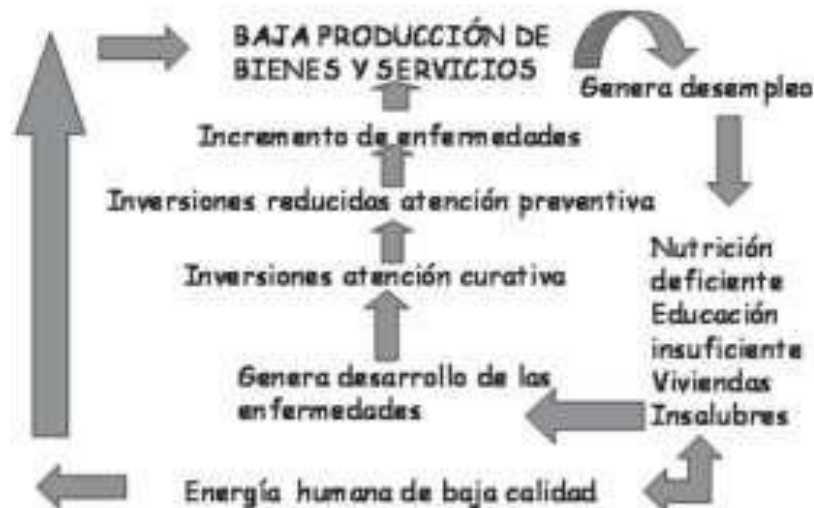 BAJA PRODUCCIÓN DE
BIENES Y SERVICIOS
Genera desempleo
Incremento de enfermedades
Inversiones reducidas atención preventiva
Inversiones atención curativa
Nutrición
deficiente
Educación
insuficiente
Viviendas
Insalubres
Genera desarrollo de las
enfermedades
Energía humana de baja calidad